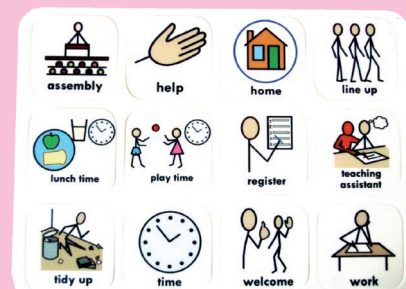 assembly
help
home
line up
lunch time
play time
register
teaching
assistant
tidy up
time
welcome
work